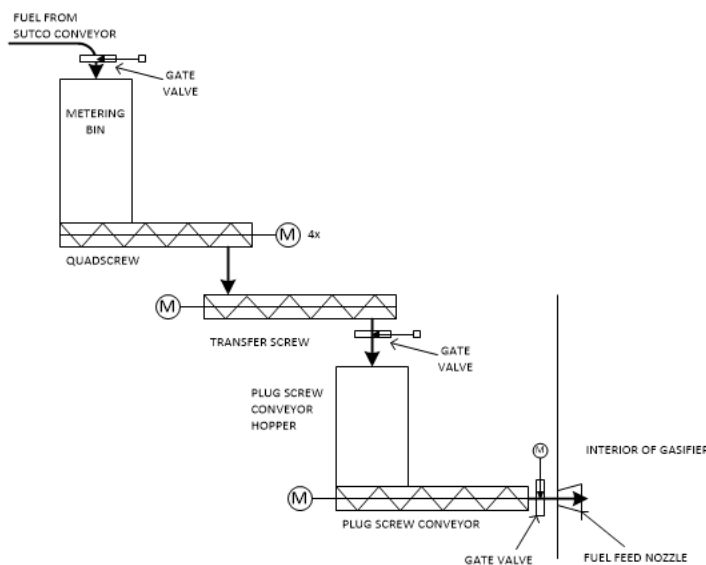 FUEL FROM
SUTCO CONVEYOR
GATE
VALVE
METERING
BIN
M
4x
QUADSCREW
M
TRANSFER SCREW
GATE
VALVE
PLUG SCREW
CONVEYOR
HOPPER
M
INTERIOR OF GASIFIER
M
PLUG SCREW CONVEYOR
GATE VALVE
FUEL FEED NOZZLE